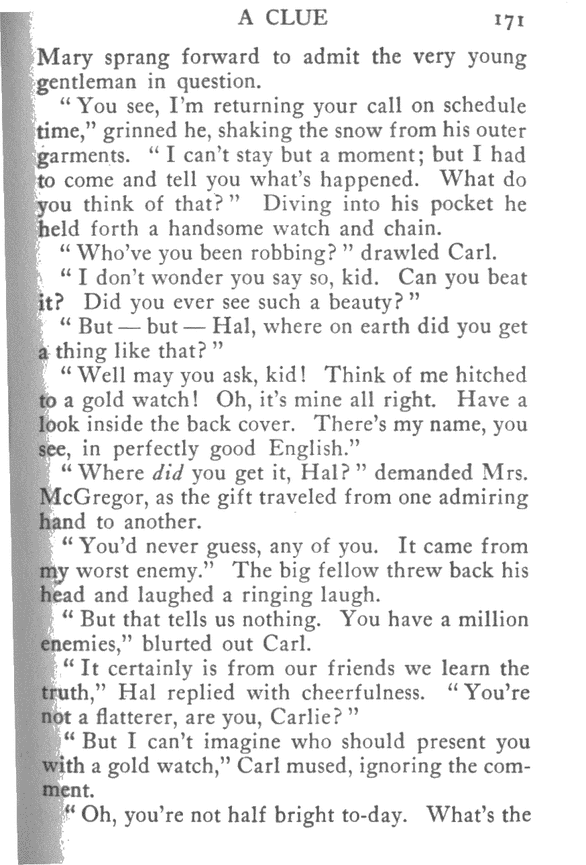 A CLUE 171
Mary sprang forward to admit the very young
gentleman in question.
“ You see, I’m returning your call on schedule
time,” grinned he, shaking the snow from his outer
garments. “ I can’t stay but a moment; but I had
to come and tell you what’s happened. What do
you think of that? ” Diving into his pocket he
held forth a handsome watch and chain.
“ Who’ve you been robbing? ” drawled Carl.
“ I don’t wonder you say so, kid. Can you beat
it? Did you ever see such a beauty? ”
“ But — but — Hal, where on earth did you get
a thing like that? ”
“ Well may you ask, kid! Think of me hitched
to a gold watch! Oh, it’s mine all right. Have a
look inside the back cover. There’s my name, you
see, in perfectly good English.”
“ Where did you get it, Hal? ” demanded Mrs.
McGregor, as the gift traveled from one admiring
hand to another.
“ You’d never guess, any of you. It came from
my worst enemy.” The big fellow threw back his
head and laughed a ringing laugh.
“ But that tells us nothing. You have a million
enemies,” blurted out Carl.
“ It certainly is from our friends we learn the
truth,” Hal replied with cheerfulness. “ You’re
not a flatterer, are you, Carlie? ”
“ But I can’t imagine who should present you
with a gold watch,” Carl mused, ignoring the com-
ment.
“ Oh, you’re not half bright to-day. What’s the